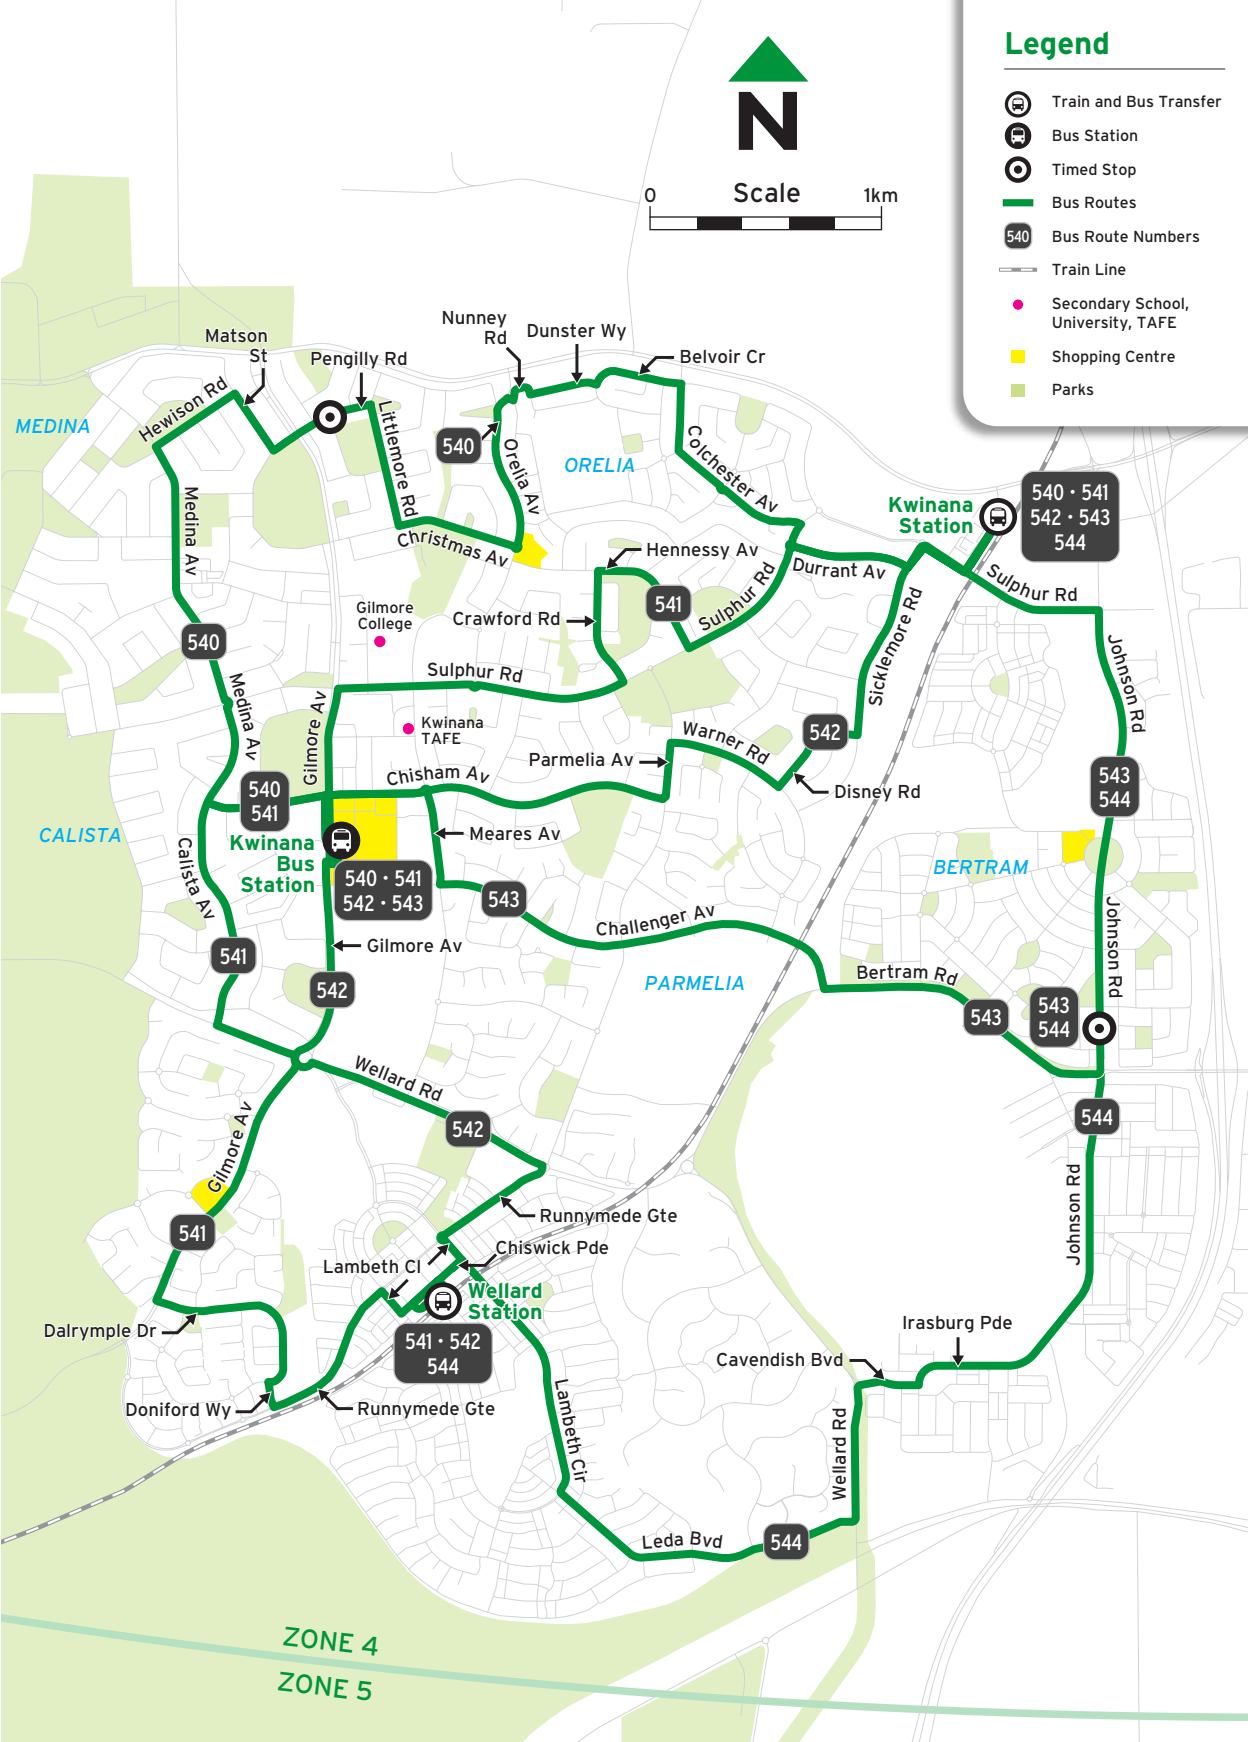 Legend
Train and Bus Transfer
Bus Station
Timed Stop
Bus Routes
540
Bus Route Numbers
Train Line
Secondary School,
University, TAFE
Shopping Centre
Parks
N
0
Scale
1km
Nunney
Rd
Dunster Wy
Belvoir Cr
Matson
St
Pengilly Rd
Hewison Rd
MEDINA
Littlemore Rd
540
Orelia Av
ORELIA
Colchester Av
Medina Av
Christmas Av
Kwinana
Station
540 • 541
542 • 543
544
Hennessy Av
Durrant Av
Sulphur Rd
Sulphur Rd
Gilmore
College
Crawford Rd
541
540
Sicklemore Rd
Johnson Rd
Sulphur Rd
Medina Av
Gilmore Av
Kwinana
TAFE
Warner Rd
542
Parmelia Av
Chisham Av
Disney Rd
543
544
540
541
CALISTA
Kwinana
Bus
Station
Meares Av
540 • 541
542 • 543
543
Calista Av
BERTRAM
Challenger Av
Johnson Rd
Gilmore Av
541
542
PARMELIA
Bertram Rd
543
543
544
Wellard Rd
542
544
Gilmore Av
Johnson Rd
Runnymede Gte
541
Chiswick Pde
Lambeth Cl
Wellard
Station
541 • 542
544
Dalrymple Dr
Irasburg Pde
Cavendish Bvd
Doniford Wy
Runnymede Gte
Lambeth Cir
Wellard Rd
Leda Bvd
544
ZONE 4
ZONE 5